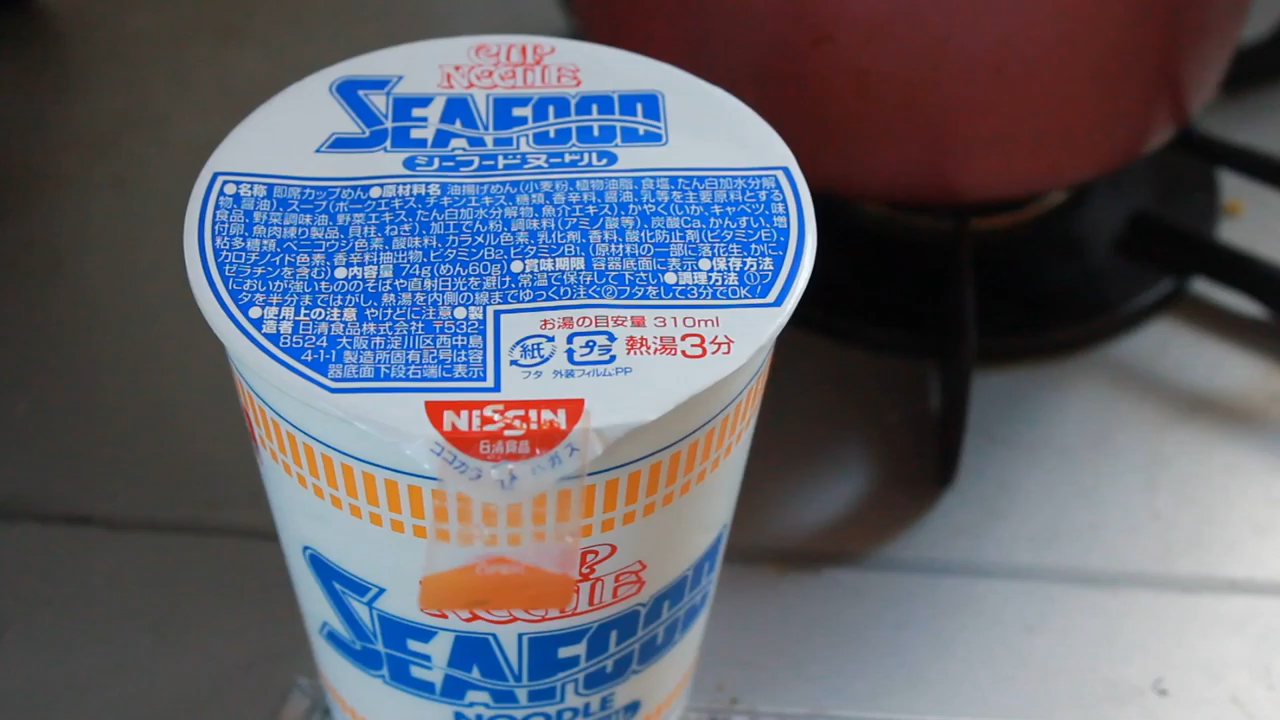 CUP
NOODLE
SEAFOOD
シーフードヌードル
●名称 即席カップめん●原材料名 油揚げめん(小麦粉、植物油脂、食塩、たん白加水分解
物、醤油)、スープ(ポークエキス、チキンエキス、糖類、香辛料、醤油、乳等を主要原料とする
食品、野菜調味油、野菜エキス、たん白加水分解物、魚介エキス)、かやく(いか、キャベツ、味
付卵、魚肉練り製品、貝柱、ねぎ)、加工でん粉、調味料(アミノ酸等)、炭酸Ca、かんすい、増
粘多糖類、ベニコウジ色素、酸味料、カラメル色素、乳化剤、香料、酸化防止剤(ビタミンE)、
カロチノイド色素、香辛料抽出物、ビタミンB2、ビタミンB1、(原材料の一部に落花生、かに、
ゼラチンを含む)●内容量 74g(めん60g)●賞味期限 容器底面に表示●保存方法
においが強いもののそばや直射日光を避け、常温で保存して下さい●調理方法 ①フ
タを半分まではがし、熱湯を内側の線までゆっくり注ぐ②フタをして3分でOK!
●使用上の注意 やけどに注意●製
造者 日清食品株式会社 〒532-
8524 大阪市淀川区西中島
4-1-1 製造所固有記号は容
器底面下段右端に表示
お湯の目安量 310ml
紙 プラ 熱湯3分
フタ 外装フィルム:PP
NISSIN
日清食品
ココカラ
ハガス
NOODLE
SEAFOOD
NOODLE